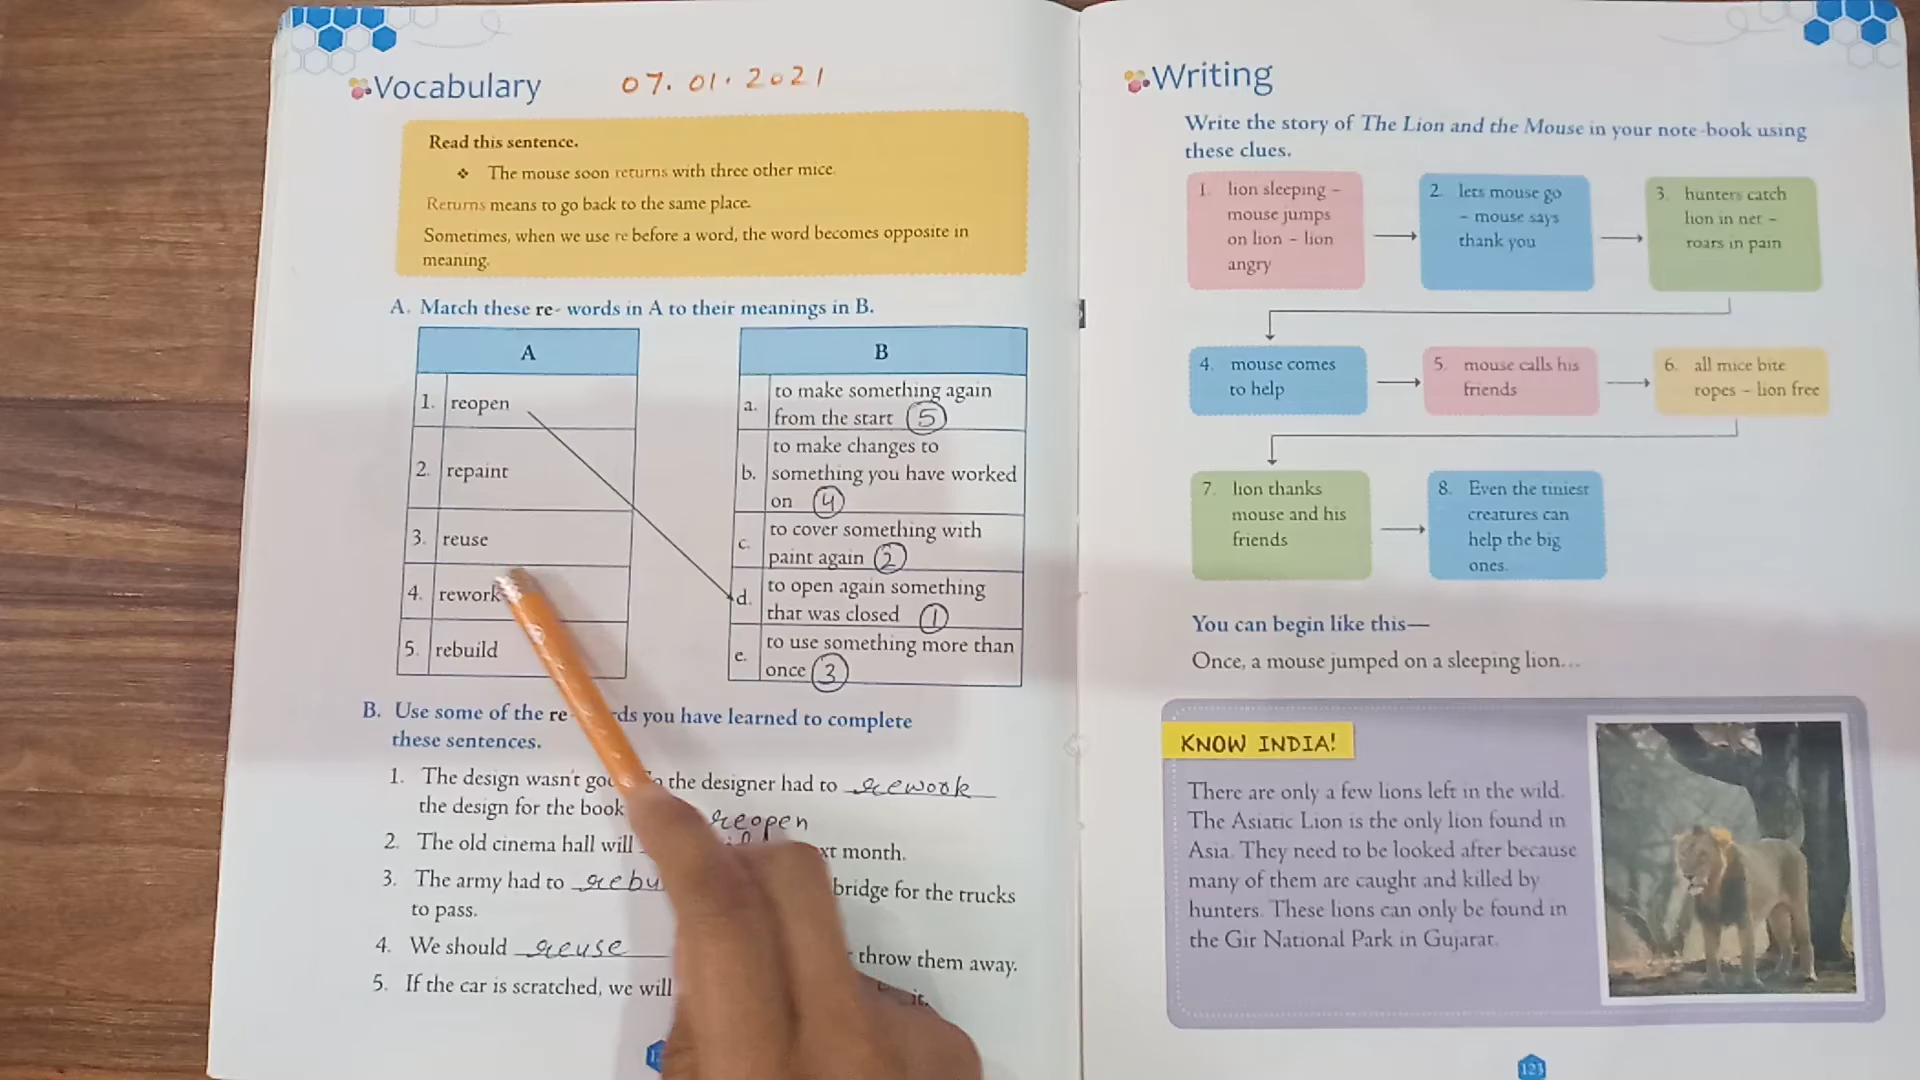 Vocabulary
07.01.2021
Read this sentence.
❖ The mouse soon returns with three other mice.
Returns means to go back to the same place.
Sometimes, when we use re before a word, the word becomes opposite in
meaning.
A. Match these re- words in A to their meanings in B.
A
1. reopen
2. repaint
3. reuse
4. rework
5. rebuild
B
a. to make something again
from the start 5
b. to make changes to
something you have worked
on 4
c. to cover something with
paint again 2
d. to open again something
that was closed 1
e. to use something more than
once 3
B. Use some of the re you have learned to complete
these sentences.
1. The design wasn't the designer had to rework
the design for the book
reopen
2. The old cinema hall will month.
3. The army had to bridge for the trucks
to pass.
4. We should reuse throw them away.
5. If the car is scratched, we will it.
Writing
Write the story of The Lion and the Mouse in your note-book using
these clues.
1. lion sleeping –
mouse jumps
on lion – lion
angry
2. lets mouse go
– mouse says
thank you
3. hunters catch
lion in net –
roars in pain
4. mouse comes
to help
5. mouse calls his
friends
6. all mice bite
ropes – lion free
7. lion thanks
mouse and his
friends
8. Even the tiniest
creatures can
help the big
ones.
You can begin like this—
Once, a mouse jumped on a sleeping lion...
KNOW INDIA!
There are only a few lions left in the wild.
The Asiatic Lion is the only lion found in
Asia. They need to be looked after because
many of them are caught and killed by
hunters. These lions can only be found in
the Gir National Park in Gujarat.
123